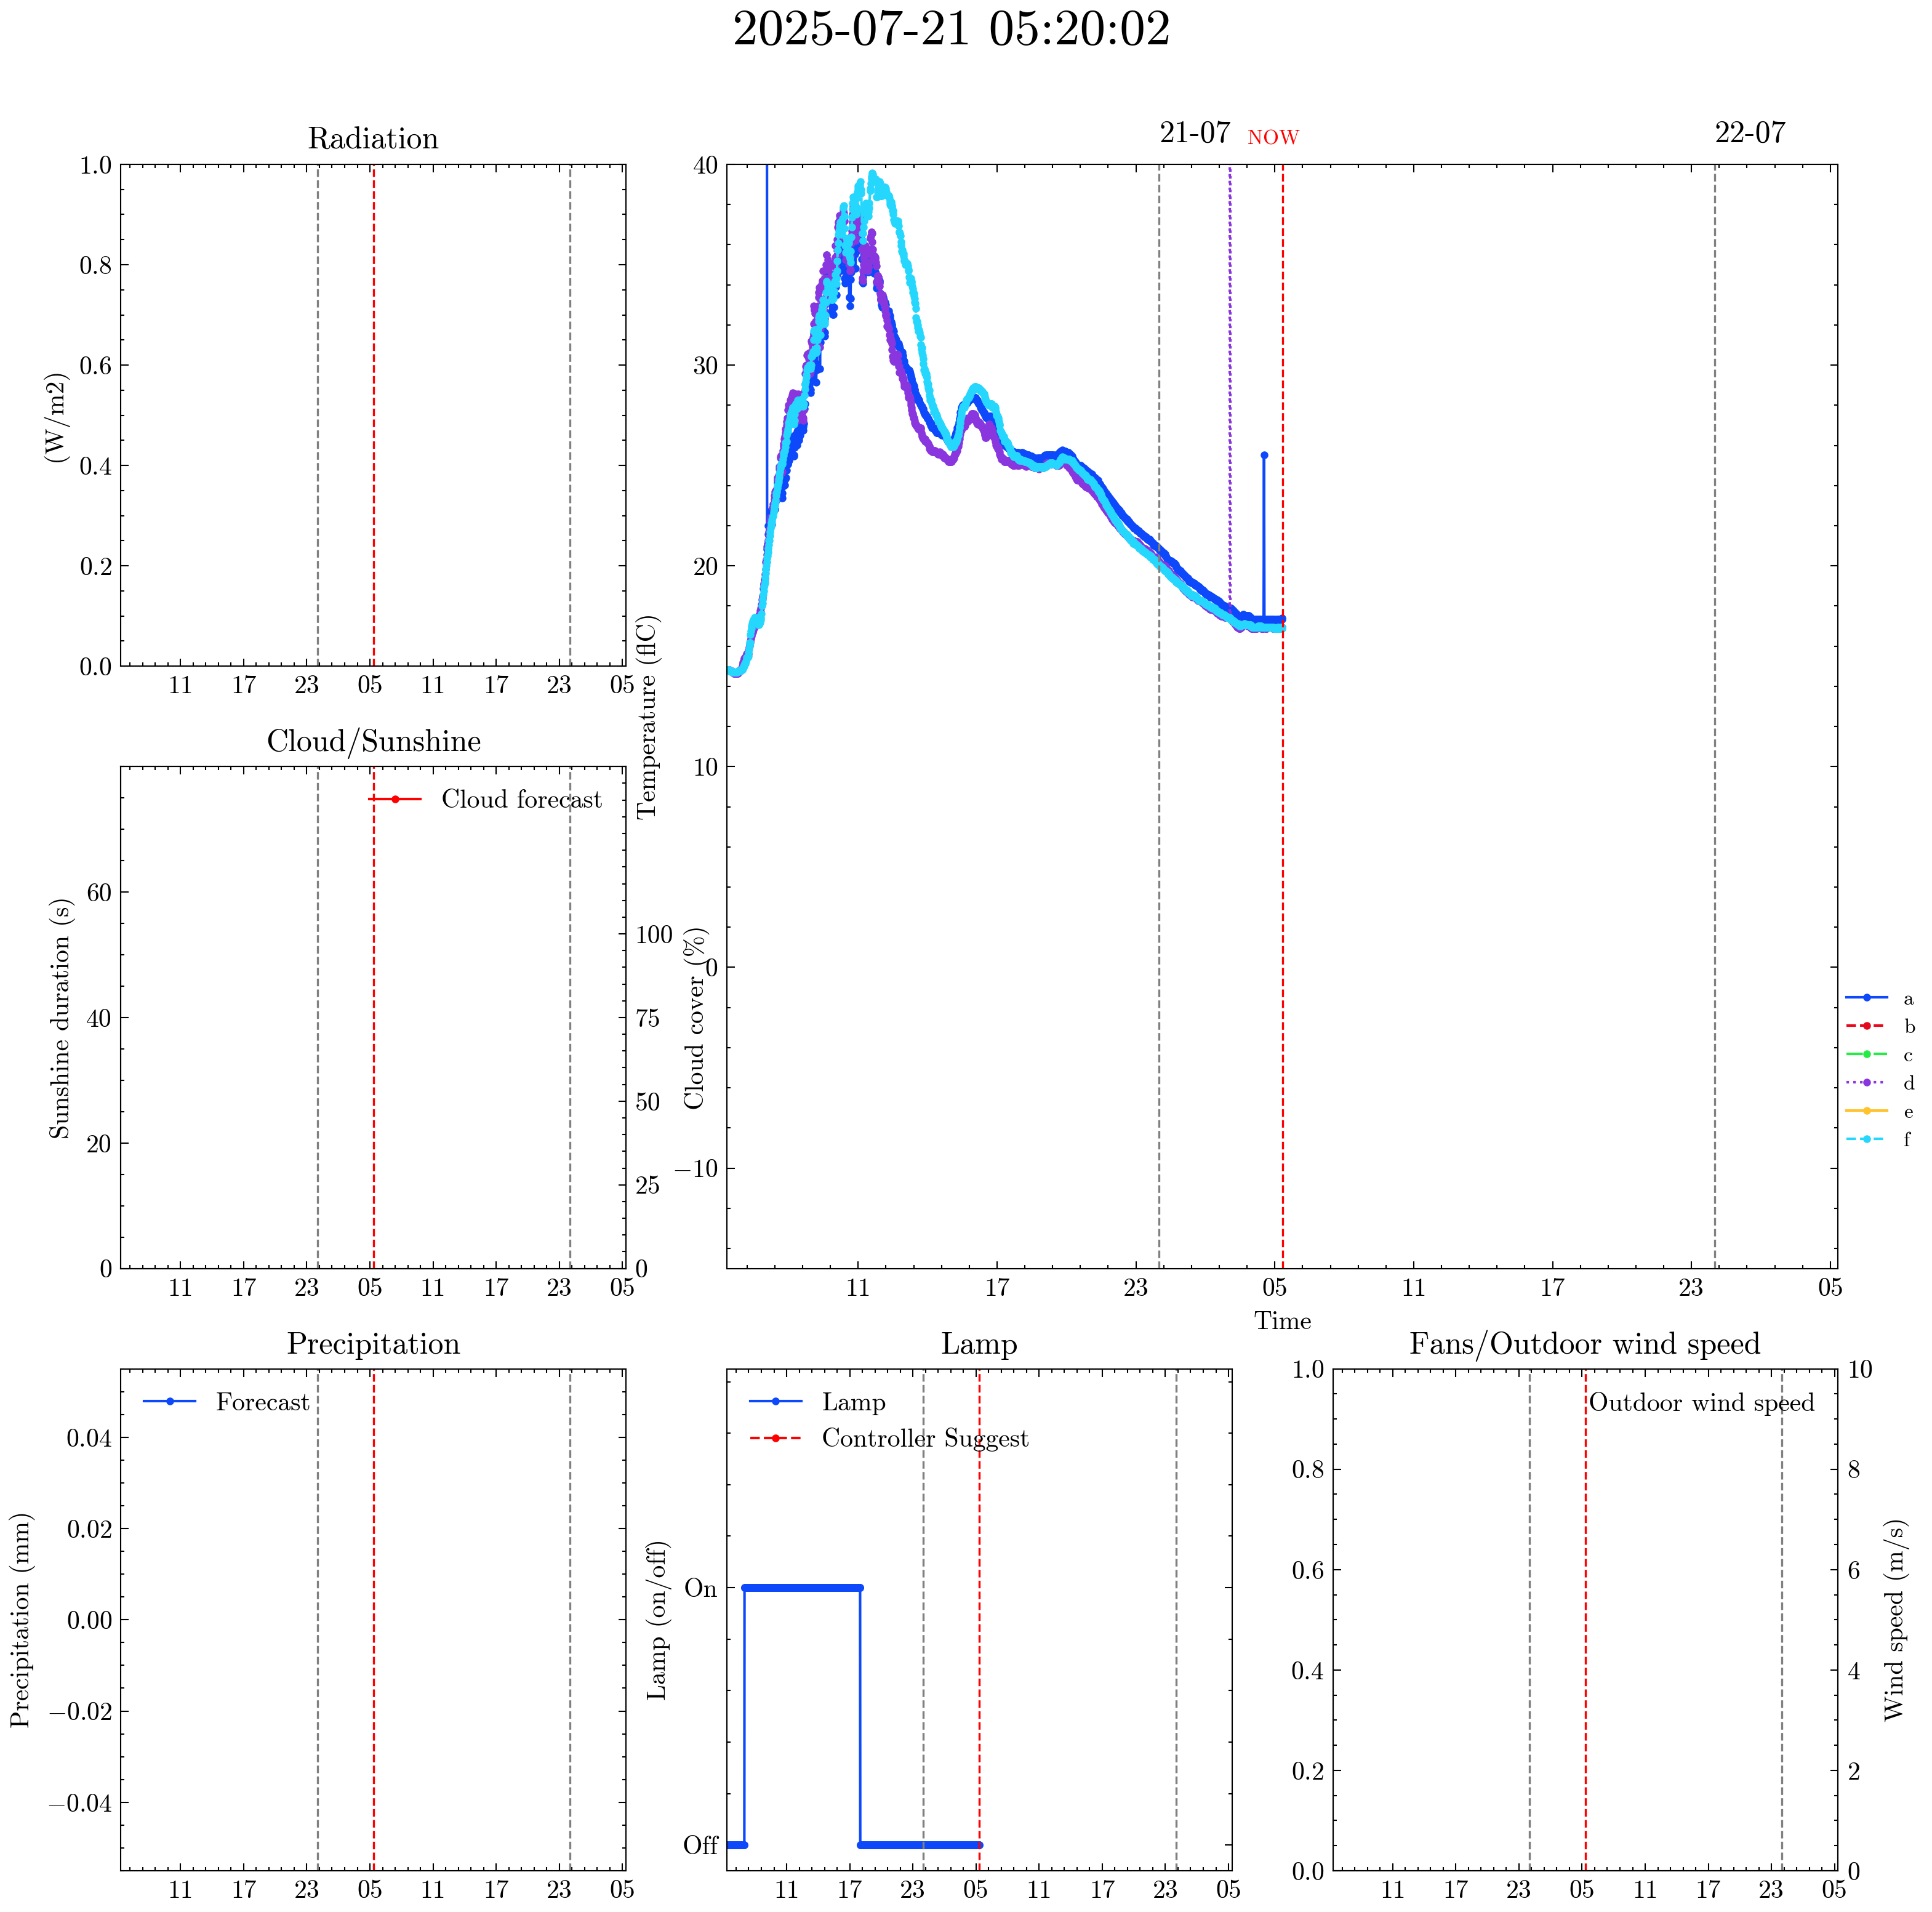 2025-07-21 05:20:02
Radiation
(W/m2)
1.0
0.8
0.6
0.4
0.2
0.0
11 17 23 05 11 17 23 05
21-07 NOW 22-07
Temperature (flC)
40
30
20
10
0
−10
11 17 23 05 11 17 23 05
Time
a
b
c
d
e
f
Cloud/Sunshine
Cloud forecast
Sunshine duration (s)
60
40
20
0
Cloud cover (%)
100
75
50
25
0
11 17 23 05 11 17 23 05
Precipitation
Forecast
Precipitation (mm)
0.04
0.02
0.00
−0.02
−0.04
11 17 23 05 11 17 23 05
Lamp
Lamp
Controller Suggest
Lamp (on/off)
On
Off
11 17 23 05 11 17 23 05
Fans/Outdoor wind speed
Outdoor wind speed
1.0
0.8
0.6
0.4
0.2
0.0
10
8
6
4
2
0
Wind speed (m/s)
11 17 23 05 11 17 23 05